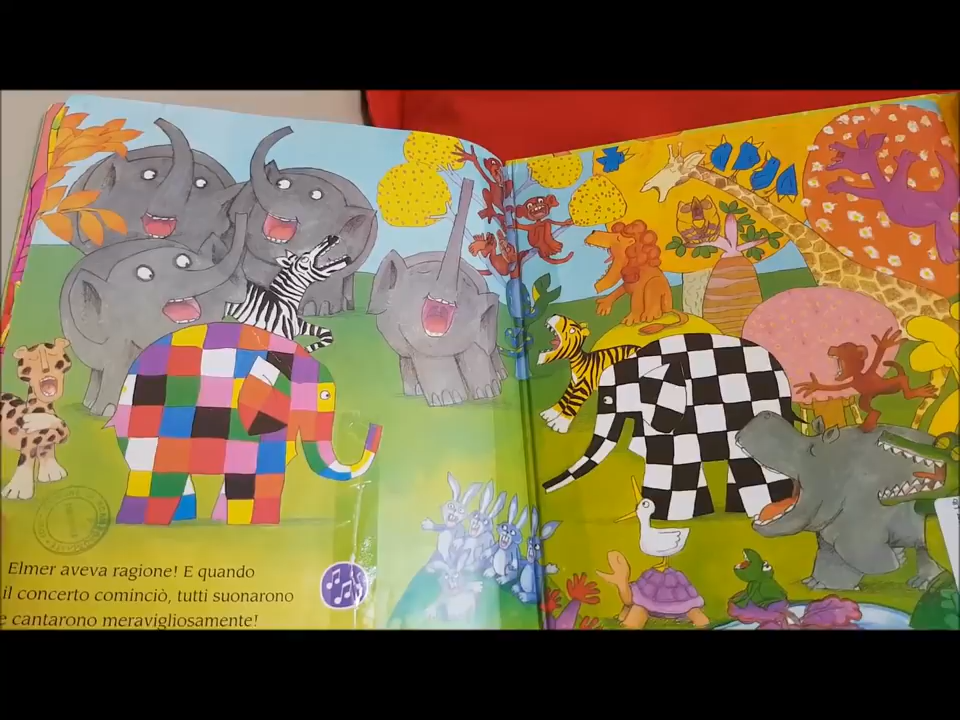 Elmer aveva ragione! E quando
il concerto cominciò, tutti suonarono
e cantarono meravigliosamente!